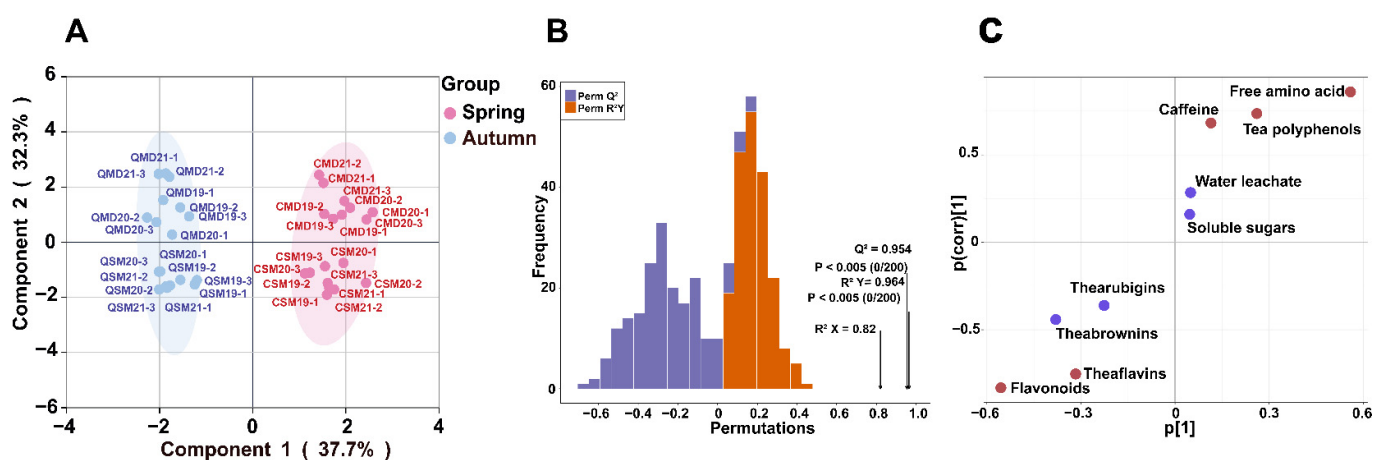 A
6
4
2
0
−2
−4
−6
−4
−2
0
2
4
Component 2 ( 32.3%)
Component 1 ( 37.7%)
Group
Spring
Autumn
QMD21-1
QMD21-3
QMD21-2
QMD19-1
QMD20-2
QMD19-2
QMD19-3
QMD20-3
QMD20-1
QSM20-1
QSM20-3
QSM19-2
QSM21-2
QSM19-3
QSM20-2
QSM19-1
QSM21-3
QSM21-1
CMD21-2
CMD21-1
CMD21-3
CMD19-2
CMD20-2
CMD20-1
CMD19-3
CMD20-3
CMD19-1
CSM20-1
CSM19-3
CSM20-3
CSM21-3
CSM19-2
CSM20-2
CSM21-1
CSM19-1
CSM21-2
B
60
40
20
0
Frequency
Perm Q²
Perm R²Y
Q² = 0.954
P < 0.005 (0/200)
R² Y= 0.964
P < 0.005 (0/200)
R² X = 0.82
−0.6
−0.4
−0.2
0
0.2
0.4
0.6
0.8
1.0
Permutations
C
0.5
0
−0.5
p(corr)[1]
Free amino acid
Caffeine
Tea polyphenols
Water leachate
Soluble sugars
Thearubigins
Theabrownins
Theaflavins
Flavonoids
−0.6
−0.3
0
0.3
0.6
p[1]